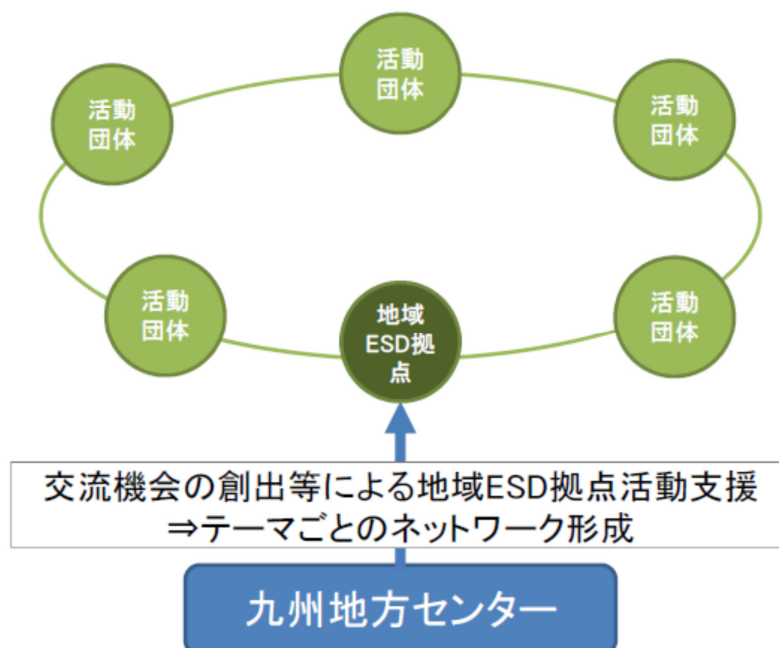 活動
団体
活動
団体
活動
団体
活動
団体
地域
ESD拠
点
活動
団体
交流機会の創出等による地域ESD拠点活動支援
⇒テーマごとのネットワーク形成
九州地方センター